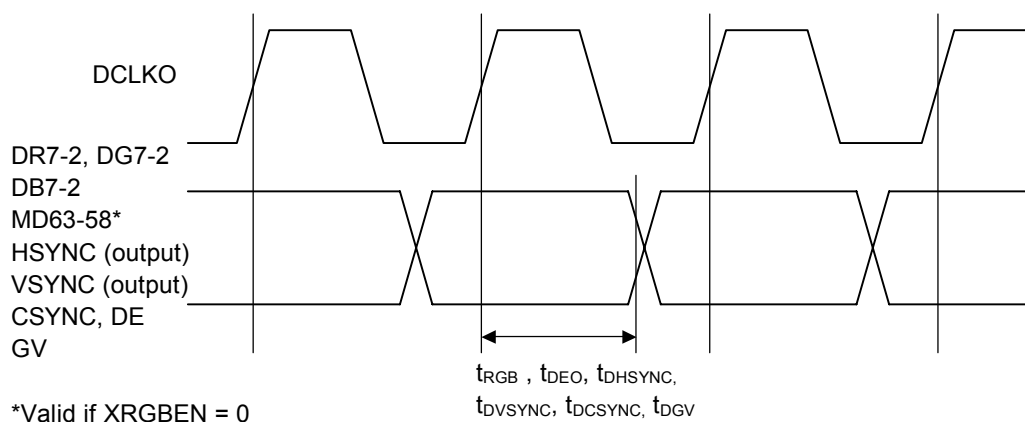 DCLKO
DR7-2, DG7-2
DB7-2
MD63-58*
HSYNC (output)
VSYNC (output)
CSYNC, DE
GV
tRGB , tDEO, tDHSYNC,
tDVSYNC, tDCSYNC, tDGV
*Valid if XRGBEN = 0